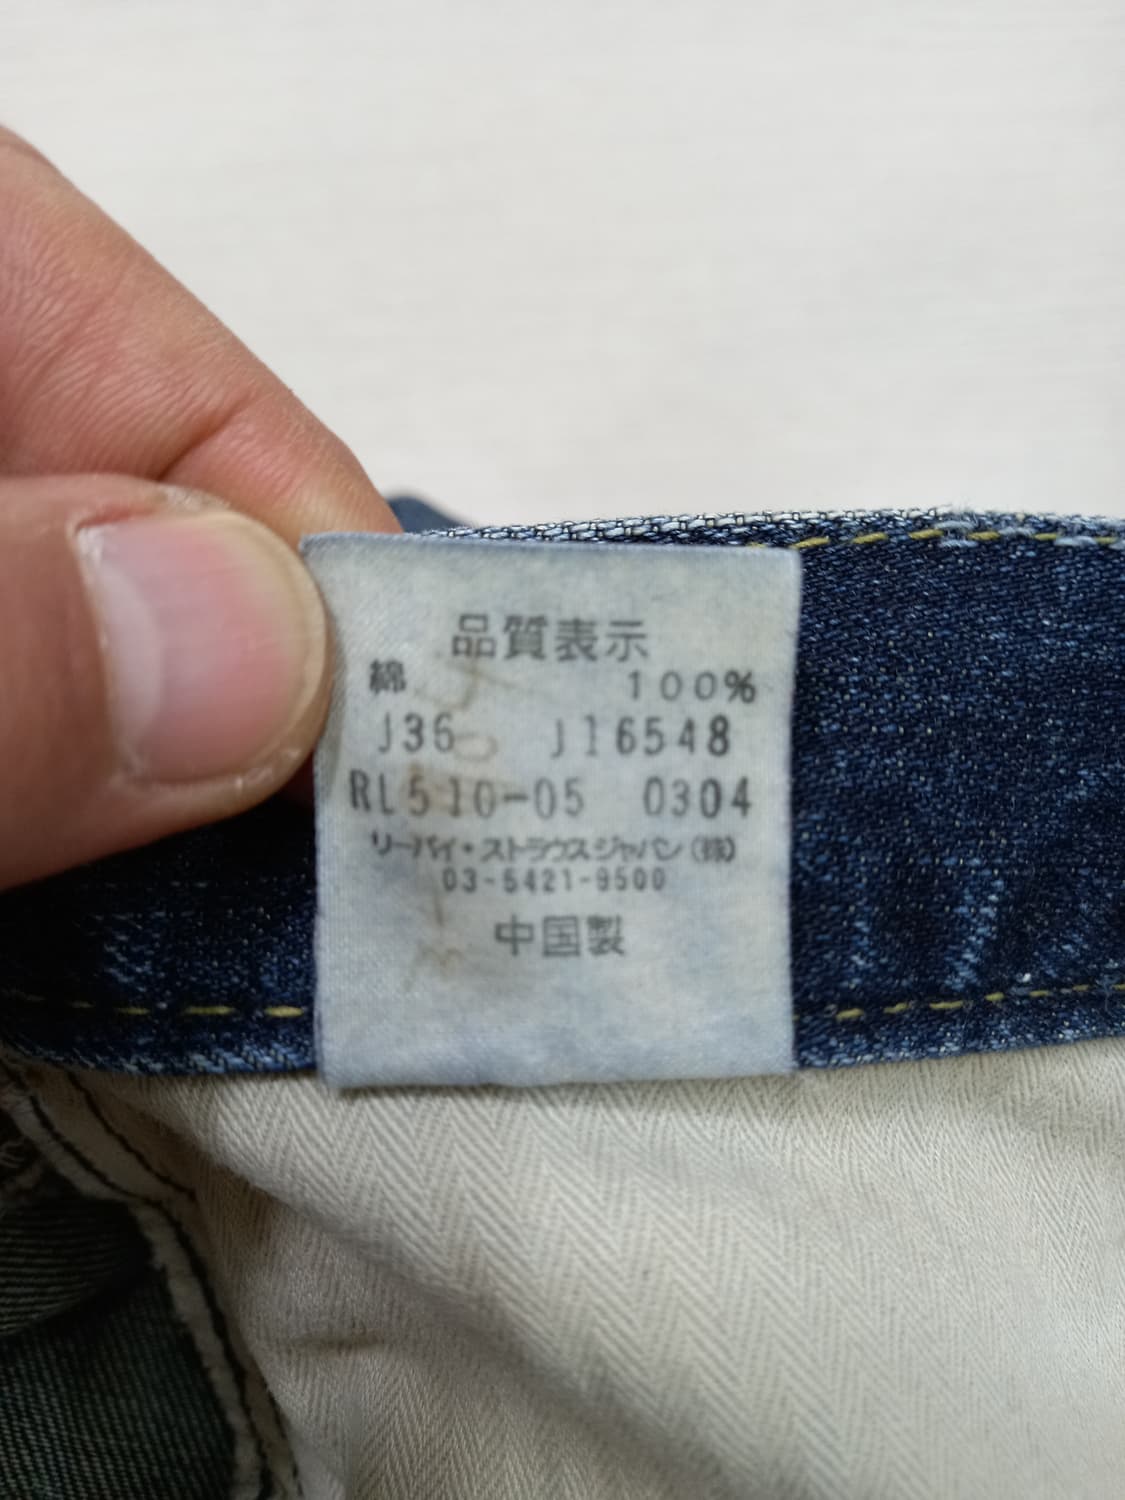 品質表示
綿 100%
J36 J16548
RL510-05 0304
リーバイ・ストラウスジャパン(株)
03-5421-9500
中国製